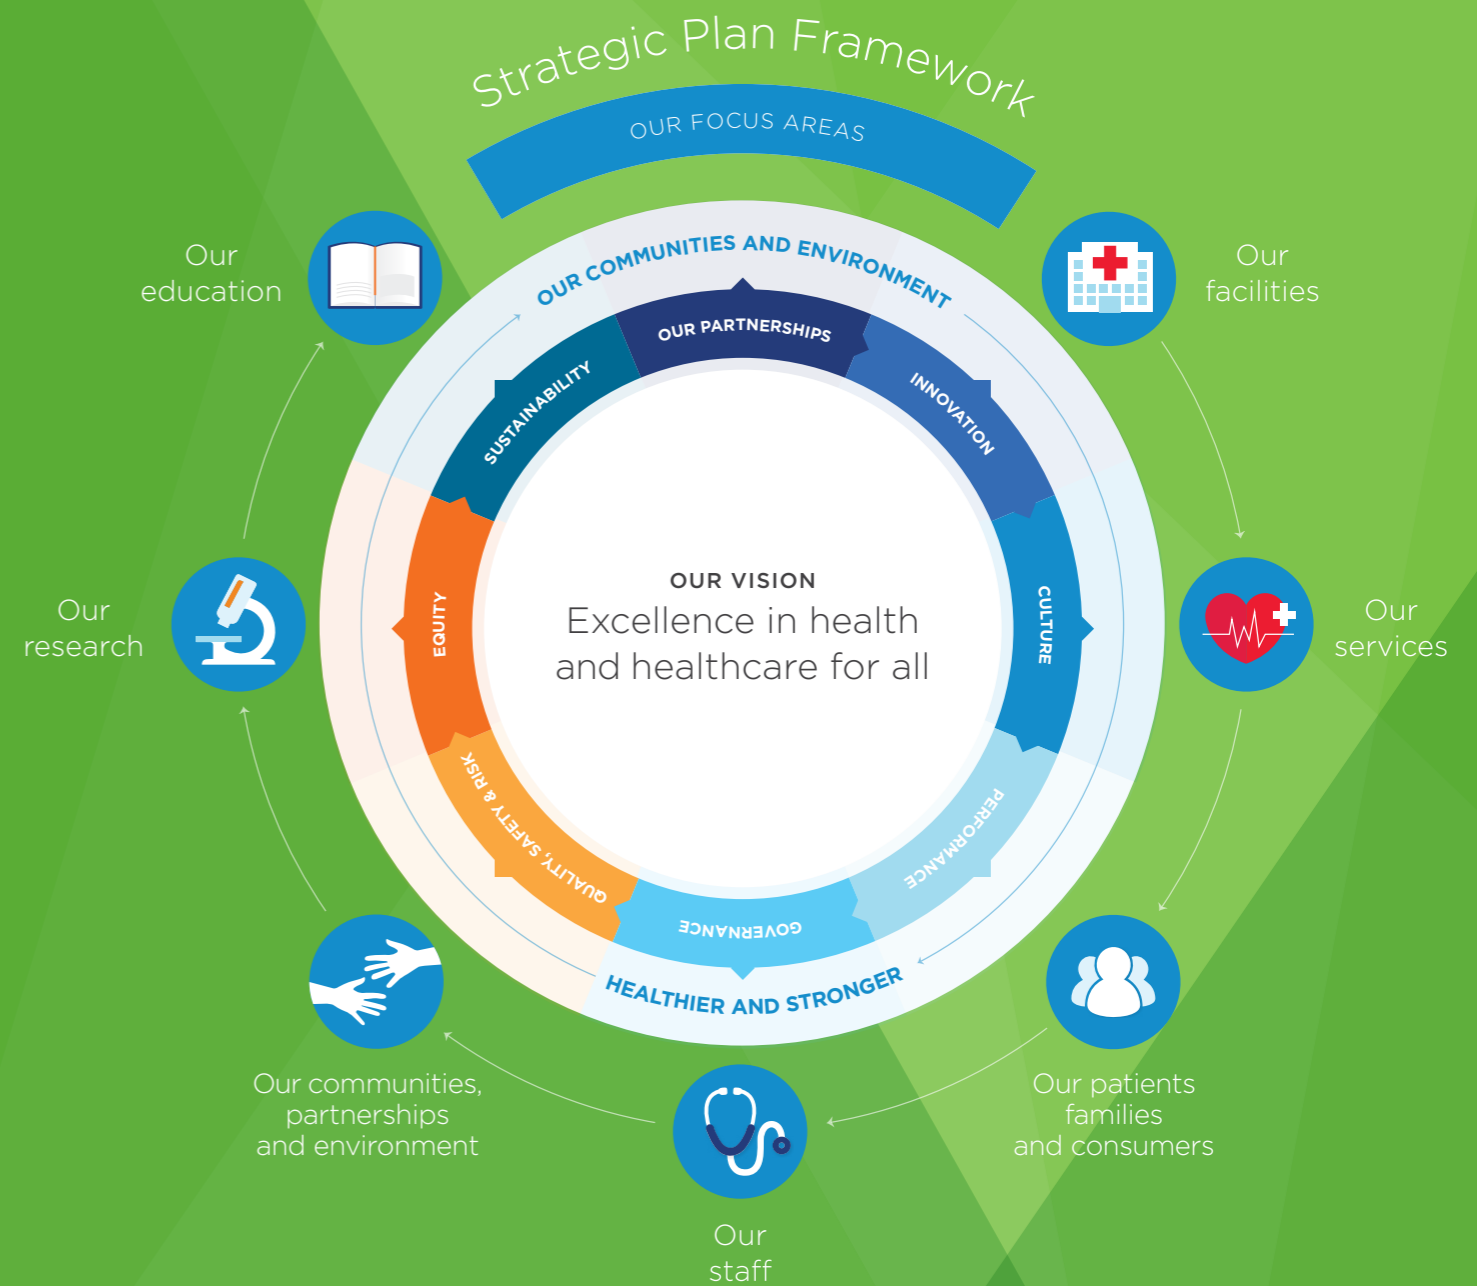 Strategic Plan Framework
OUR FOCUS AREAS
Our
education
Our
facilities
OUR COMMUNITIES AND ENVIRONMENT
OUR PARTNERSHIPS
SUSTAINABILITY
INNOVATION
OUR VISION
Excellence in health
and healthcare for all
EQUITY
CULTURE
Our
research
Our
services
QUALITY, SAFETY & RISK
PERFORMANCE
GOVERNANCE
HEALTHIER AND STRONGER
Our communities,
partnerships
and environment
Our patients
families
and consumers
Our
staff